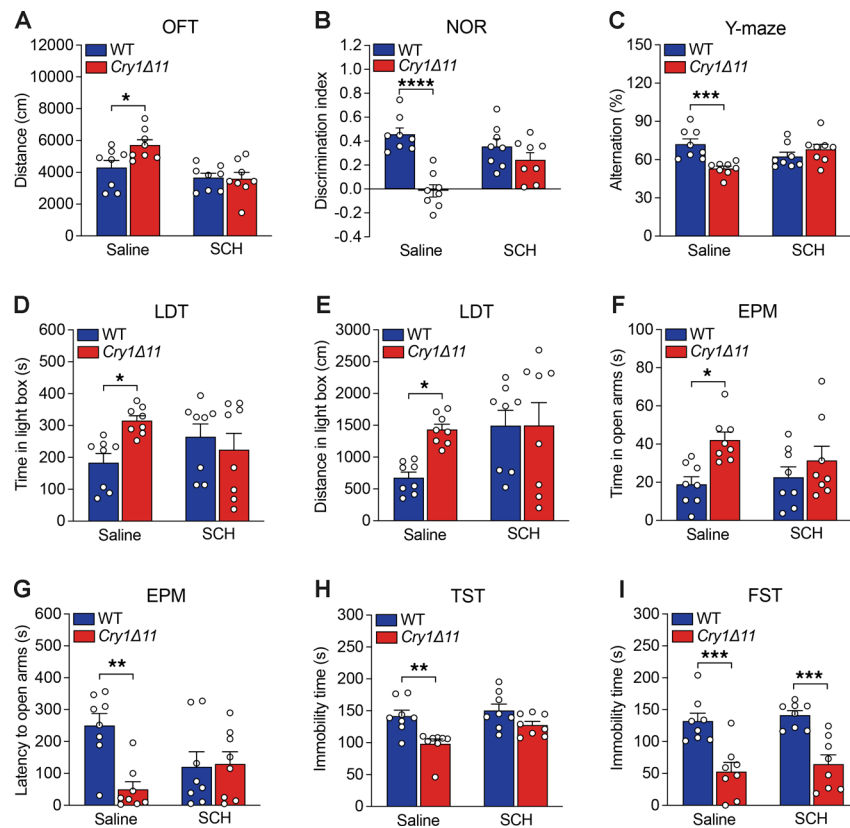 A
OFT
WT
Cry1Δ11
Distance (cm)
12000
10000
8000
6000
4000
2000
0
*
Saline
SCH
B
NOR
WT
Cry1Δ11
Discrimination index
1.2
1.0
0.8
0.6
0.4
0.2
0.0
-0.2
-0.4
****
Saline
SCH
C
Y-maze
WT
Cry1Δ11
Alternation (%)
150
120
90
60
30
0
***
Saline
SCH
D
LDT
WT
Cry1Δ11
Time in light box (s)
600
500
400
300
200
100
0
*
Saline
SCH
E
LDT
WT
Cry1Δ11
Distance in light box (cm)
3000
2500
2000
1500
1000
500
0
*
Saline
SCH
F
EPM
WT
Cry1Δ11
Time in open arms (s)
100
80
60
40
20
0
*
Saline
SCH
G
EPM
WT
Cry1Δ11
Latency to open arms (s)
600
500
400
300
200
100
0
**
Saline
SCH
H
TST
WT
Cry1Δ11
Immobility time (s)
300
250
200
150
100
50
0
**
Saline
SCH
I
FST
WT
Cry1Δ11
Immobility time (s)
300
250
200
150
100
50
0
***
***
Saline
SCH